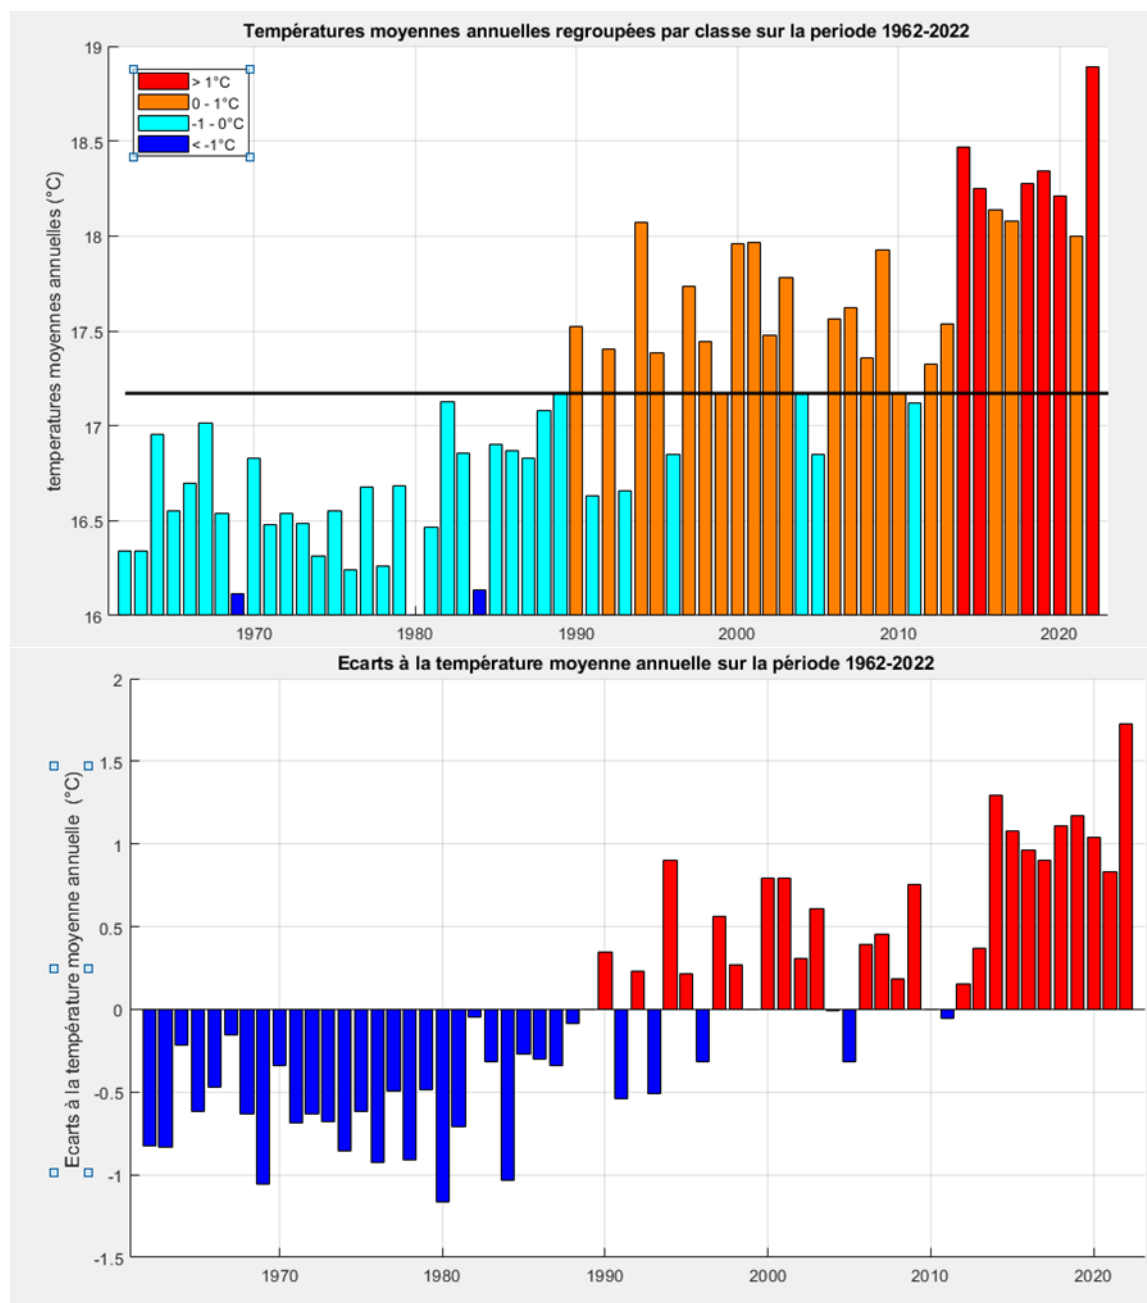 Températures moyennes annuelles regroupées par classe sur la periode 1962-2022
19
18.5
18
17.5
17
16.5
16
temperatures moyennes annuelles (°C)
> 1°C
0 - 1°C
-1 - 0°C
< -1°C
1970 1980 1990 2000 2010 2020
Ecarts à la température moyenne annuelle sur la période 1962-2022
2
1.5
1
0.5
0
-0.5
-1
-1.5
Ecarts à la température moyenne annuelle (°C)
1970 1980 1990 2000 2010 2020